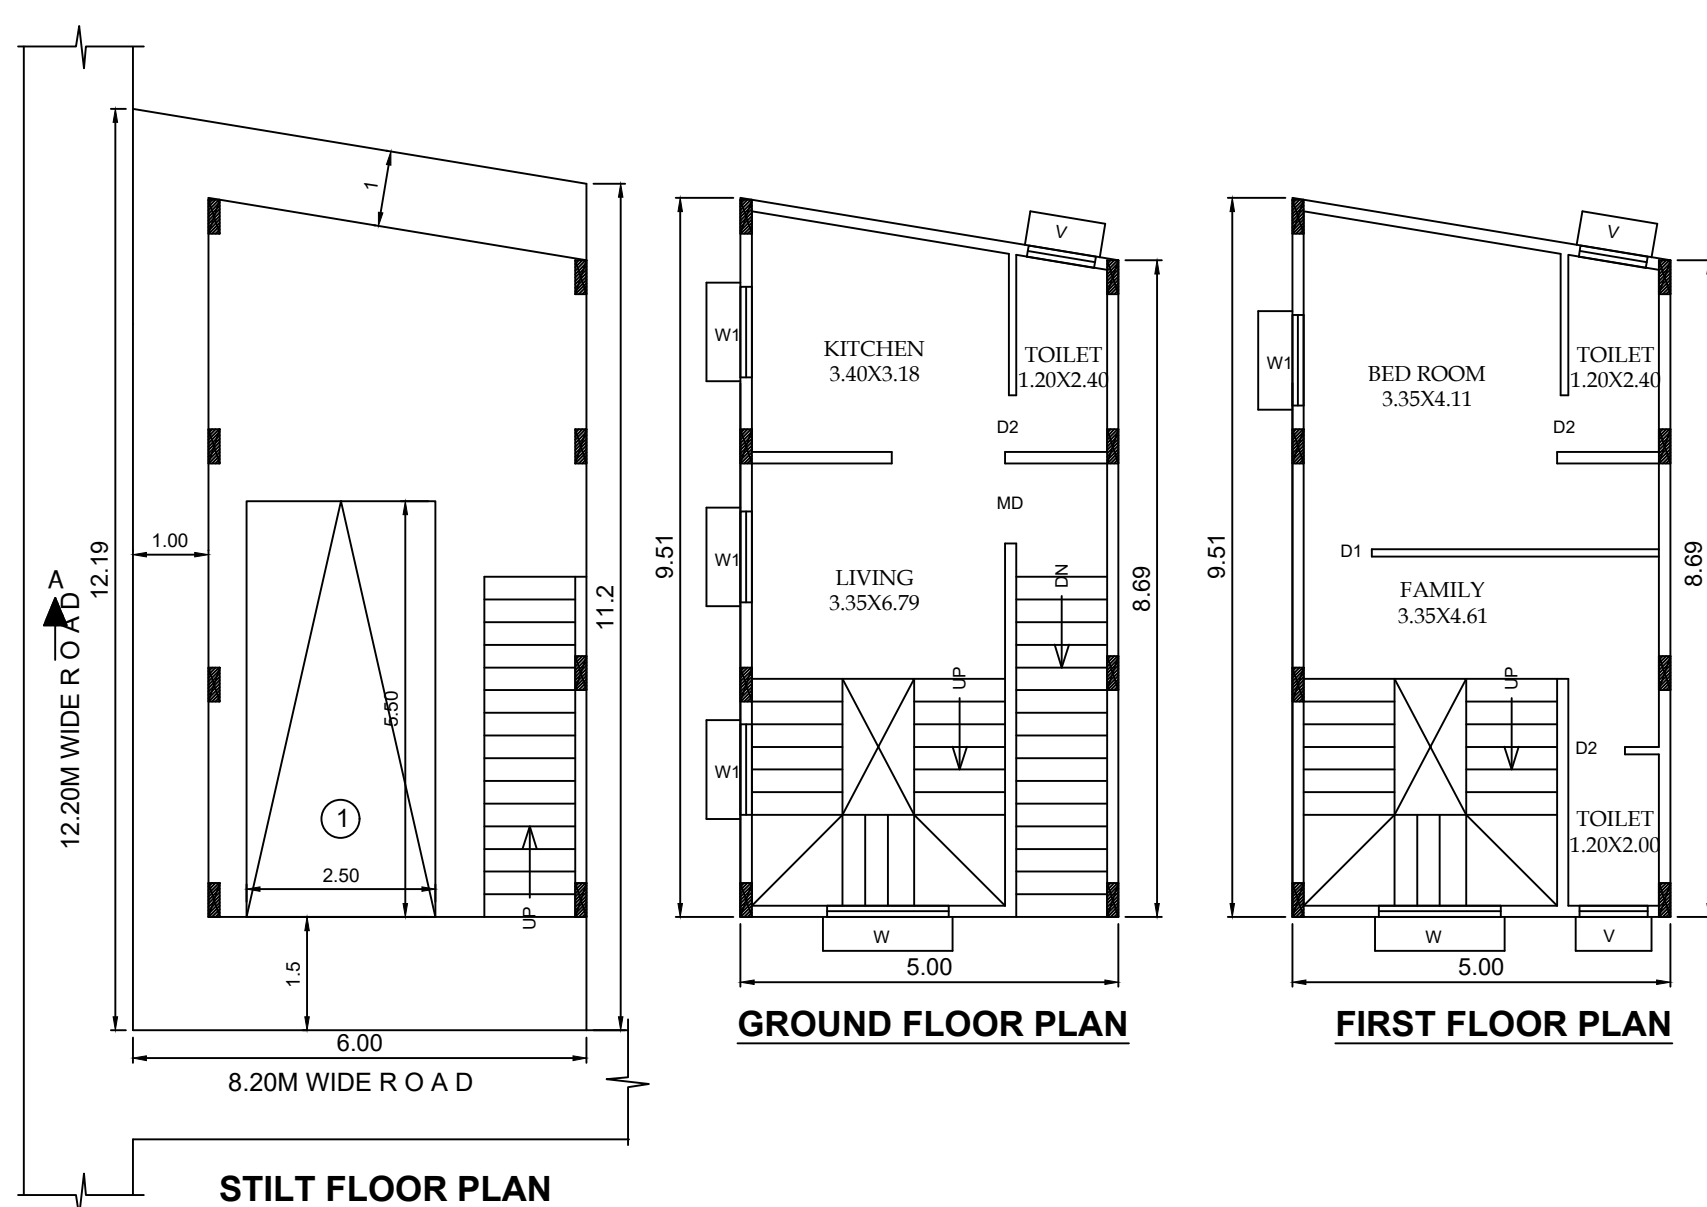 12.19
1
1.00
A
12.20M WIDE R O A D
11.2
5.50
1
2.50
UP
1.5
6.00
8.20M WIDE R O A D
STILT FLOOR PLAN
V
W1
KITCHEN
3.40X3.18
TOILET
1.20X2.40
D2
MD
9.51
W1
LIVING
3.35X6.79
DN
8.69
UP
W1
W
5.00
GROUND FLOOR PLAN
V
W1
BED ROOM
3.35X4.11
TOILET
1.20X2.40
D2
9.51
D1
FAMILY
3.35X4.61
8.69
UP
D2
TOILET
1.20X2.00
W
V
5.00
FIRST FLOOR PLAN